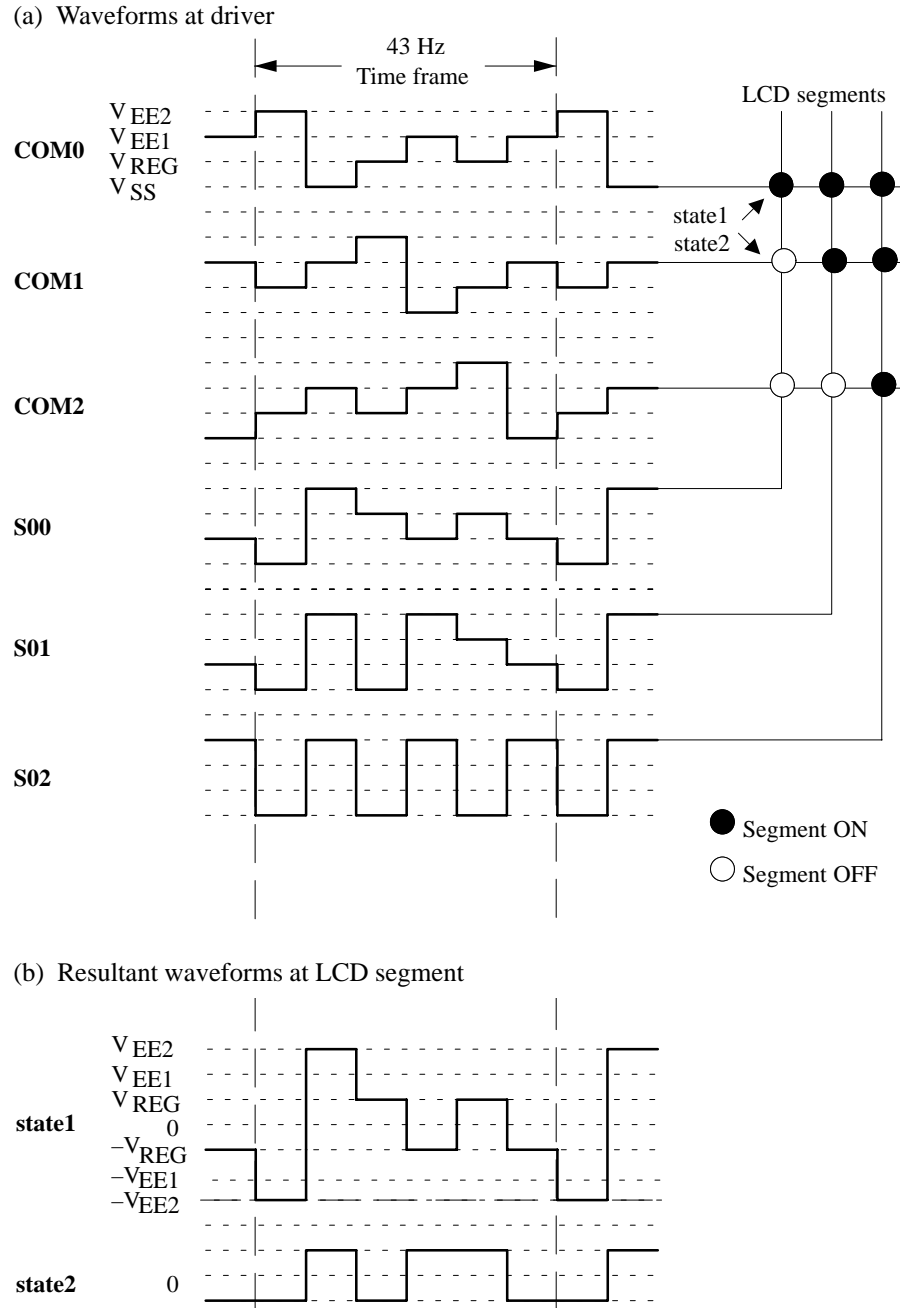 (a) Waveforms at driver
43 Hz
Time frame
LCD segments
VEE2
VEE1
VREG
VSS
COM0
state1
state2
COM1
COM2
S00
S01
S02
Segment ON
Segment OFF
(b) Resultant waveforms at LCD segment
VEE2
VEE1
VREG
0
–VREG
–VEE1
–VEE2
state1
state2
0